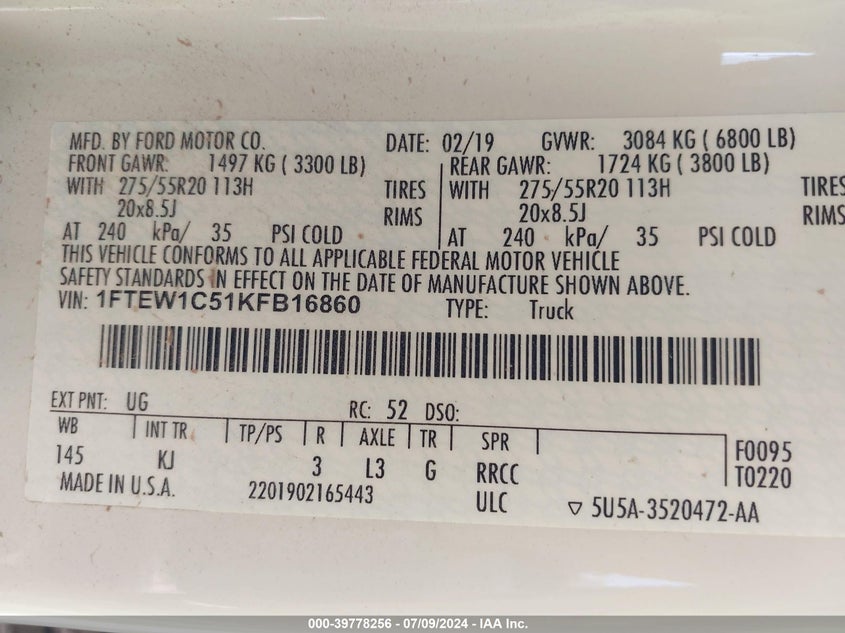 MFD. BY FORD MOTOR CO. DATE: 02/19 GVWR: 3084 KG ( 6800 LB)
FRONT GAWR: 1497 KG ( 3300 LB) REAR GAWR: 1724 KG ( 3800 LB)
WITH 275/55R20 113H TIRES WITH 275/55R20 113H TIRES
20x8.5J RIMS 20x8.5J RIMS
AT 240 kPa/ 35 PSI COLD AT 240 kPa/ 35 PSI COLD
THIS VEHICLE CONFORMS TO ALL APPLICABLE FEDERAL MOTOR VEHICLE
SAFETY STANDARDS IN EFFECT ON THE DATE OF MANUFACTURE SHOWN ABOVE.
VIN: 1FTEW1C51KFB16860 TYPE: Truck
EXT PNT: UG RC: 52 DSO:
WB INT TR TP/PS R AXLE TR SPR F0095
145 KJ 3 L3 G RRCC T0220
MADE IN U.S.A. 2201902165443 ULC ▽ 5U5A-3520472-AA
000-39778256 - 07/09/2024 - IAA Inc.